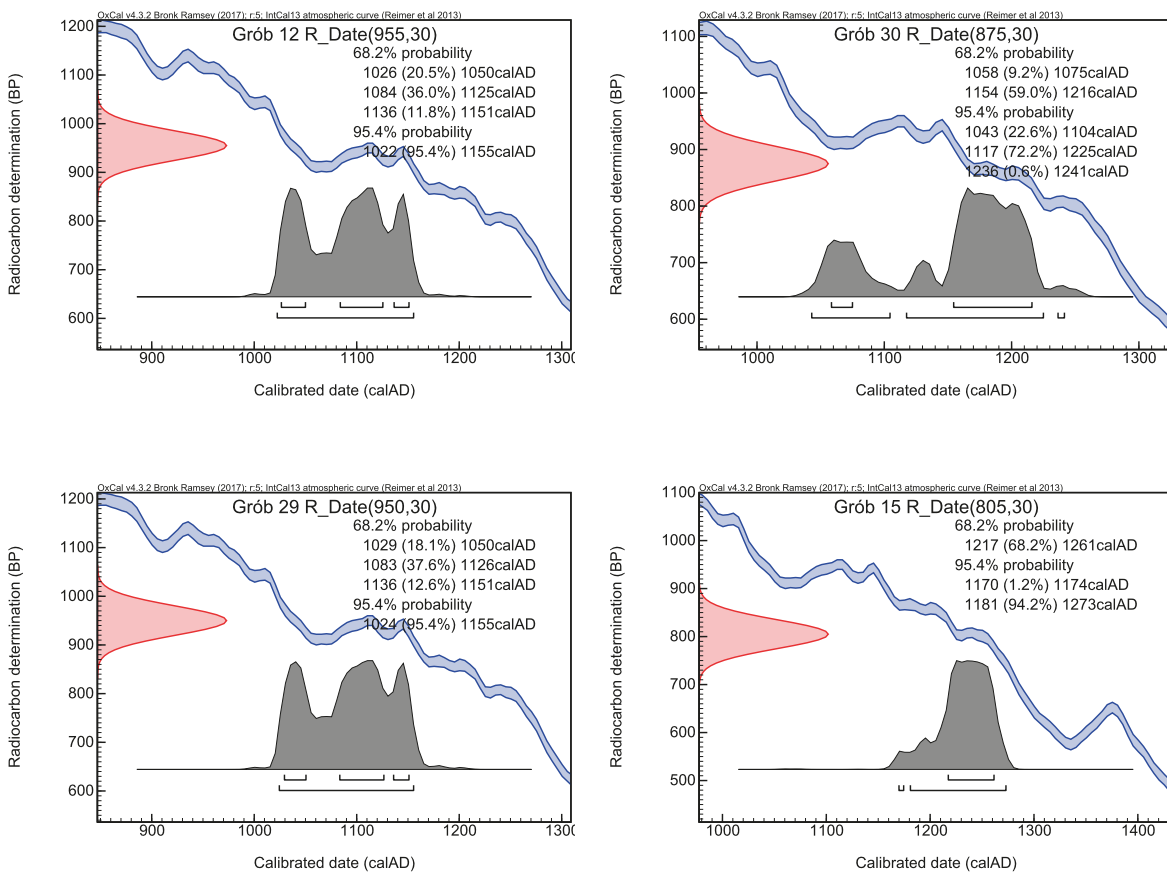 OxCal v4.3.2 Bronk Ramsey (2017); r:5; IntCal13 atmospheric curve (Reimer et al 2013)
Grób 12 R_Date(955,30)
68.2% probability
1026 (20.5%) 1050calAD
1084 (36.0%) 1125calAD
1136 (11.8%) 1151calAD
95.4% probability
1022 (95.4%) 1155calAD
Radiocarbon determination (BP)
1200
1100
1000
900
800
700
600
900 1000 1100 1200 1300
Calibrated date (calAD)
OxCal v4.3.2 Bronk Ramsey (2017); r:5; IntCal13 atmospheric curve (Reimer et al 2013)
Grób 30 R_Date(875,30)
68.2% probability
1058 (9.2%) 1075calAD
1154 (59.0%) 1216calAD
95.4% probability
1043 (22.6%) 1104calAD
1117 (72.2%) 1225calAD
1236 (0.6%) 1241calAD
Radiocarbon determination (BP)
1100
1000
900
800
700
600
1000 1100 1200 1300
Calibrated date (calAD)
OxCal v4.3.2 Bronk Ramsey (2017); r:5; IntCal13 atmospheric curve (Reimer et al 2013)
Grób 29 R_Date(950,30)
68.2% probability
1029 (18.1%) 1050calAD
1083 (37.6%) 1126calAD
1136 (12.6%) 1151calAD
95.4% probability
1024 (95.4%) 1155calAD
Radiocarbon determination (BP)
1200
1100
1000
900
800
700
600
900 1000 1100 1200 1300
Calibrated date (calAD)
OxCal v4.3.2 Bronk Ramsey (2017); r:5; IntCal13 atmospheric curve (Reimer et al 2013)
Grób 15 R_Date(805,30)
68.2% probability
1217 (68.2%) 1261calAD
95.4% probability
1170 (1.2%) 1174calAD
1181 (94.2%) 1273calAD
Radiocarbon determination (BP)
1100
1000
900
800
700
600
500
1000 1100 1200 1300 1400
Calibrated date (calAD)